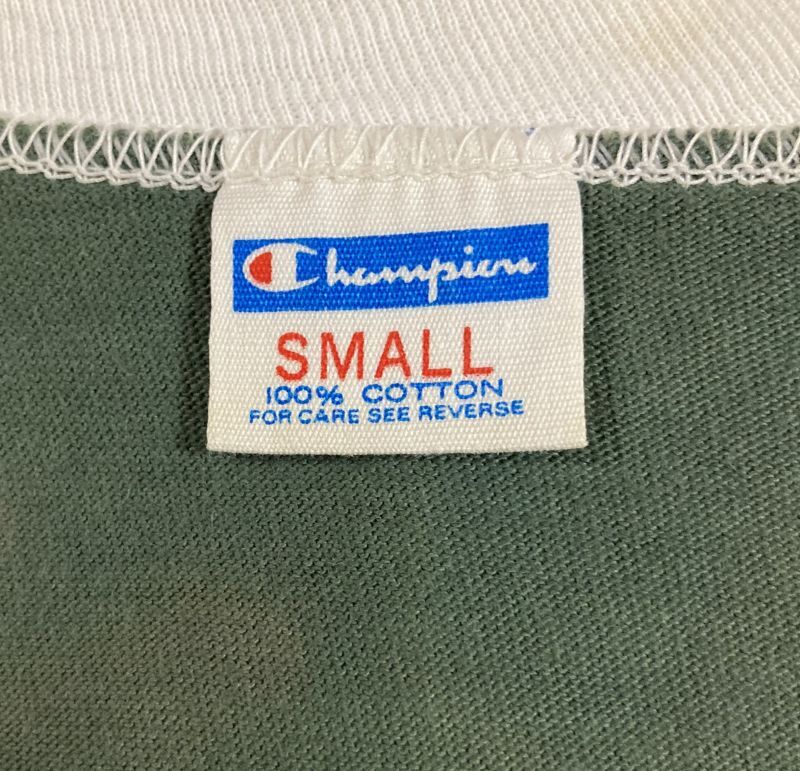 Champion
SMALL
100% COTTON
FOR CARE SEE REVERSE